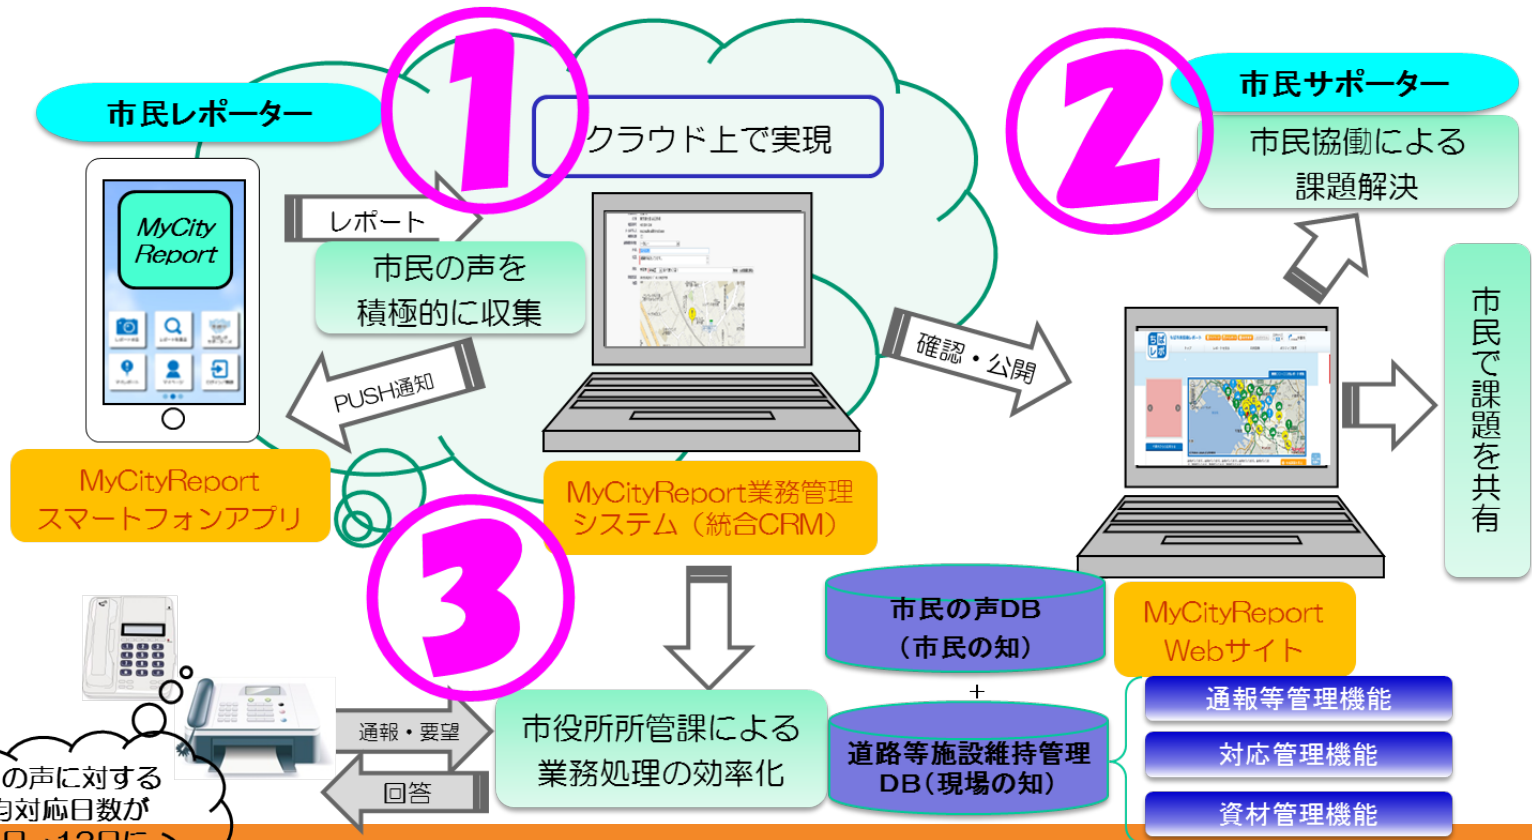 1
2
3
市民レポーター
MyCity
Report
MyCityReport
スマートフォンアプリ
レポート
市民の声を
積極的に収集
PUSH通知
クラウド上で実現
MyCityReport業務管理
システム（統合CRM）
確認・公開
市民サポーター
市民協働による
課題解決
市民で課題を共有
ちば
レポ
MyCityReport
Webサイト
通報・要望
回答
市役所所管課による
業務処理の効率化
市民の声DB
（市民の知）
+
道路等施設維持管理
DB(現場の知)
通報等管理機能
対応管理機能
資材管理機能
の声に対する
対応日数が